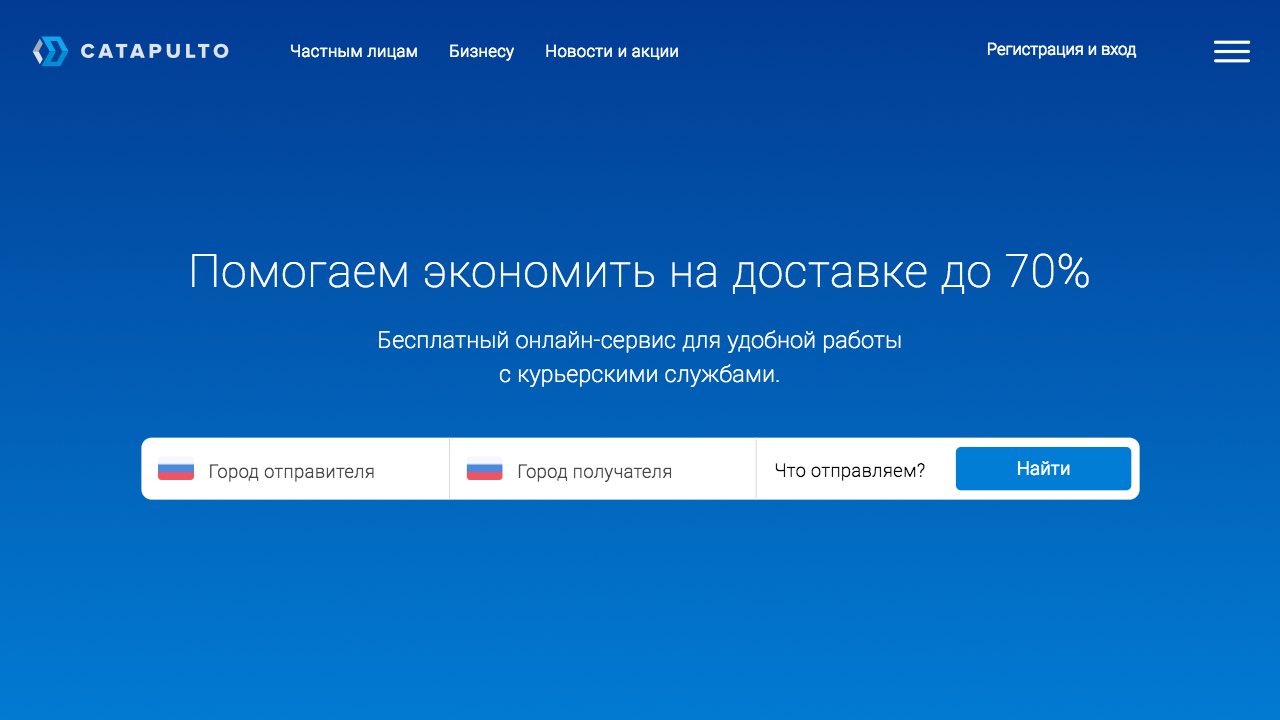 CATAPULTO
Частным лицам
Бизнесу
Новости и акции
Регистрация и вход
Помогаем экономить на доставке до 70%
Бесплатный онлайн-сервис для удобной работы
с курьерскими службами.
Город отправителя
Город получателя
Что отправляем?
Найти